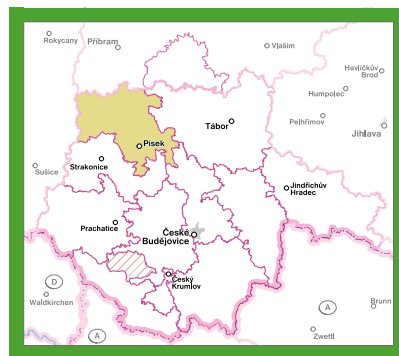 Rokycany
Příbram
Vlašim
Havlíčkův
Brod
Humpolec
Tábor
Pelhřimov
Jihlava
Písek
Strakonice
Sušice
Jindřichův
Hradec
Prachatice
České
Budějovice
Český
Krumlov
D
Waldkirchen
A
Brunn
A
Zwettl